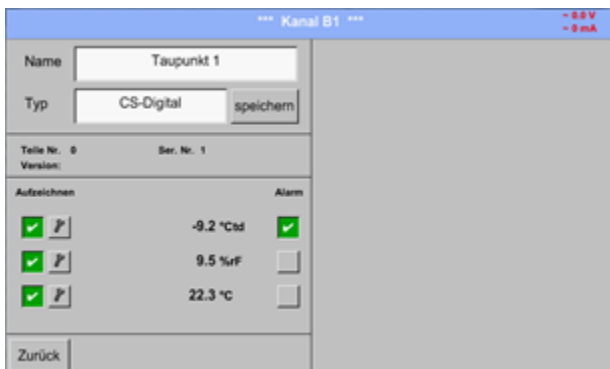 *** Kanal B1 ***
~ 0.0 V
~ 0 mA
Name Taupunkt 1
Typ CS-Digital speichern
Teile Nr. 0 Ser. Nr. 1
Version:
Aufzeichnen Alarm
-9.2 °Ctd
9.5 %rF
22.3 °C
Zurück